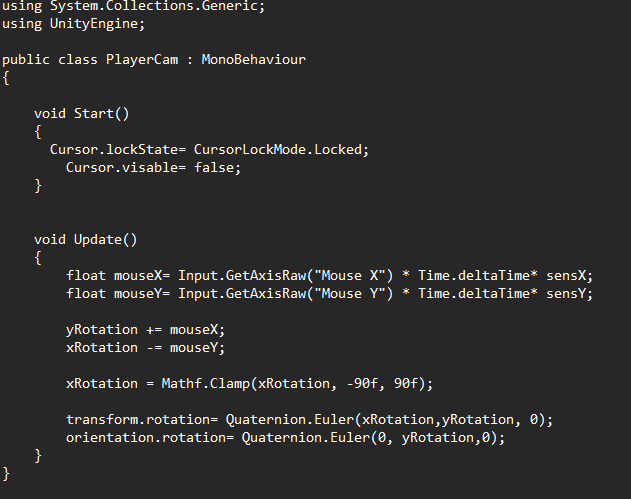 using System.Collections.Generic;
using UnityEngine;
public class PlayerCam : MonoBehaviour
{
void Start()
{
Cursor.lockState= CursorLockMode.Locked;
Cursor.visable= false;
}
void Update()
{
float mouseX= Input.GetAxisRaw("Mouse X") * Time.deltaTime* sensX;
float mouseY= Input.GetAxisRaw("Mouse Y") * Time.deltaTime* sensY;
yRotation += mouseX;
xRotation -= mouseY;
xRotation = Mathf.Clamp(xRotation, -90f, 90f);
transform.rotation= Quaternion.Euler(xRotation,yRotation, 0);
orientation.rotation= Quaternion.Euler(0, yRotation,0);
}
}